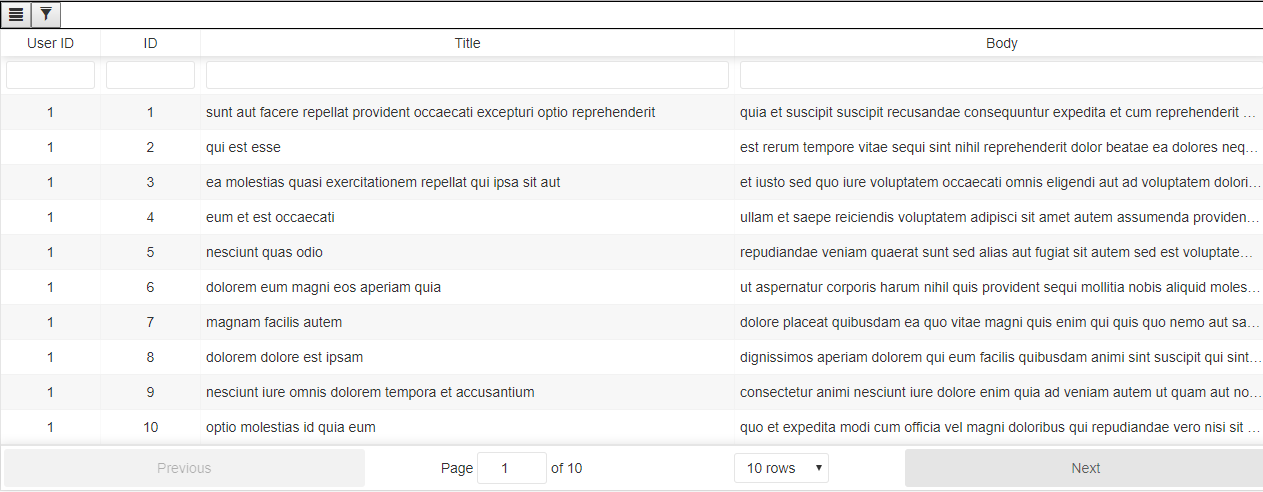 User ID ID Title Body
1 1 sunt aut facere repellat provident occaecati excepturi optio reprehenderit quia et suscipit suscipit recusandae consequuntur expedita et cum reprehenderit …
1 2 qui est esse est rerum tempore vitae sequi sint nihil reprehenderit dolor beatae ea dolores neq…
1 3 ea molestias quasi exercitationem repellat qui ipsa sit aut et iusto sed quo iure voluptatem occaecati omnis eligendi aut ad voluptatem dolori…
1 4 eum et est occaecati ullam et saepe reiciendis voluptatem adipisci sit amet autem assumenda providen…
1 5 nesciunt quas odio repudiandae veniam quaerat sunt sed alias aut fugiat sit autem sed est voluptate…
1 6 dolorem eum magni eos aperiam quia ut aspernatur corporis harum nihil quis provident sequi mollitia nobis aliquid moles…
1 7 magnam facilis autem dolore placeat quibusdam ea quo vitae magni quis enim qui quis quo nemo aut sa…
1 8 dolorem dolore est ipsam dignissimos aperiam dolorem qui eum facilis quibusdam animi sint suscipit qui sint…
1 9 nesciunt iure omnis dolorem tempora et accusantium consectetur animi nesciunt iure dolore enim quia ad veniam autem ut quam aut no…
1 10 optio molestias id quia eum quo et expedita modi cum officia vel magni doloribus qui repudiandae vero nisi sit …
Previous Page 1 of 10 10 rows Next